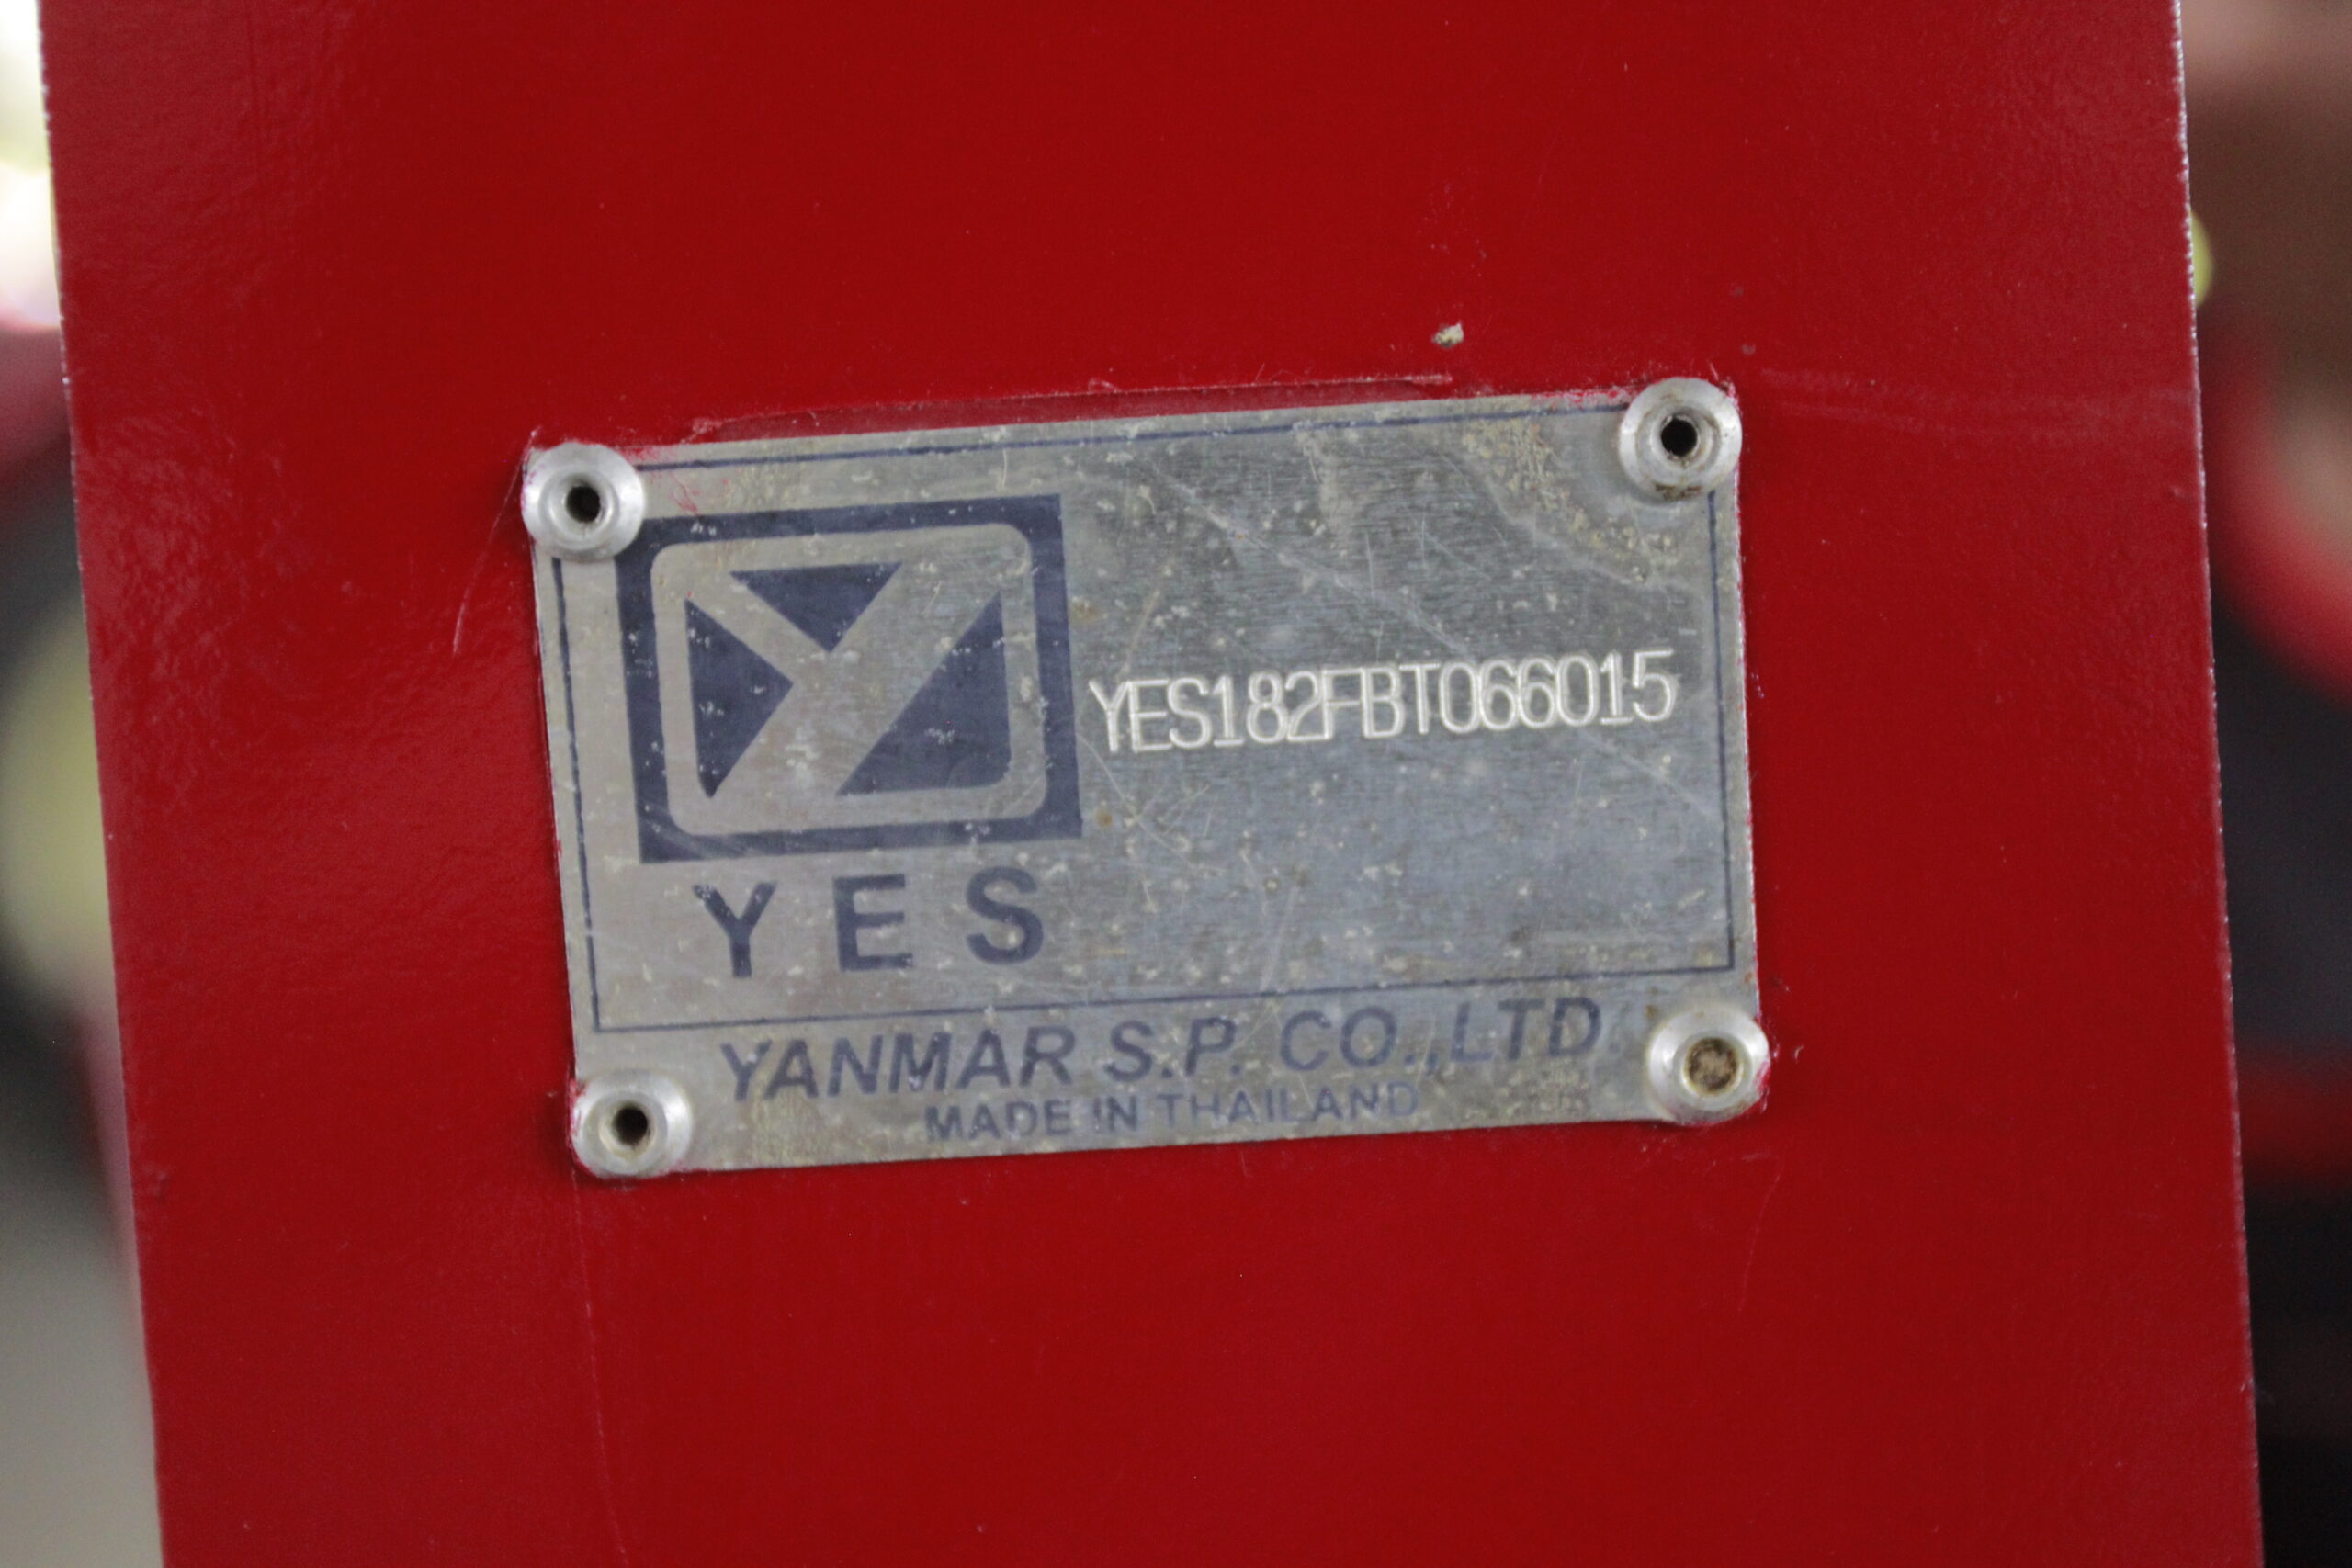 YES182FBT066015
YES
YANMAR S.P. CO.,LTD.
MADE IN THAILAND